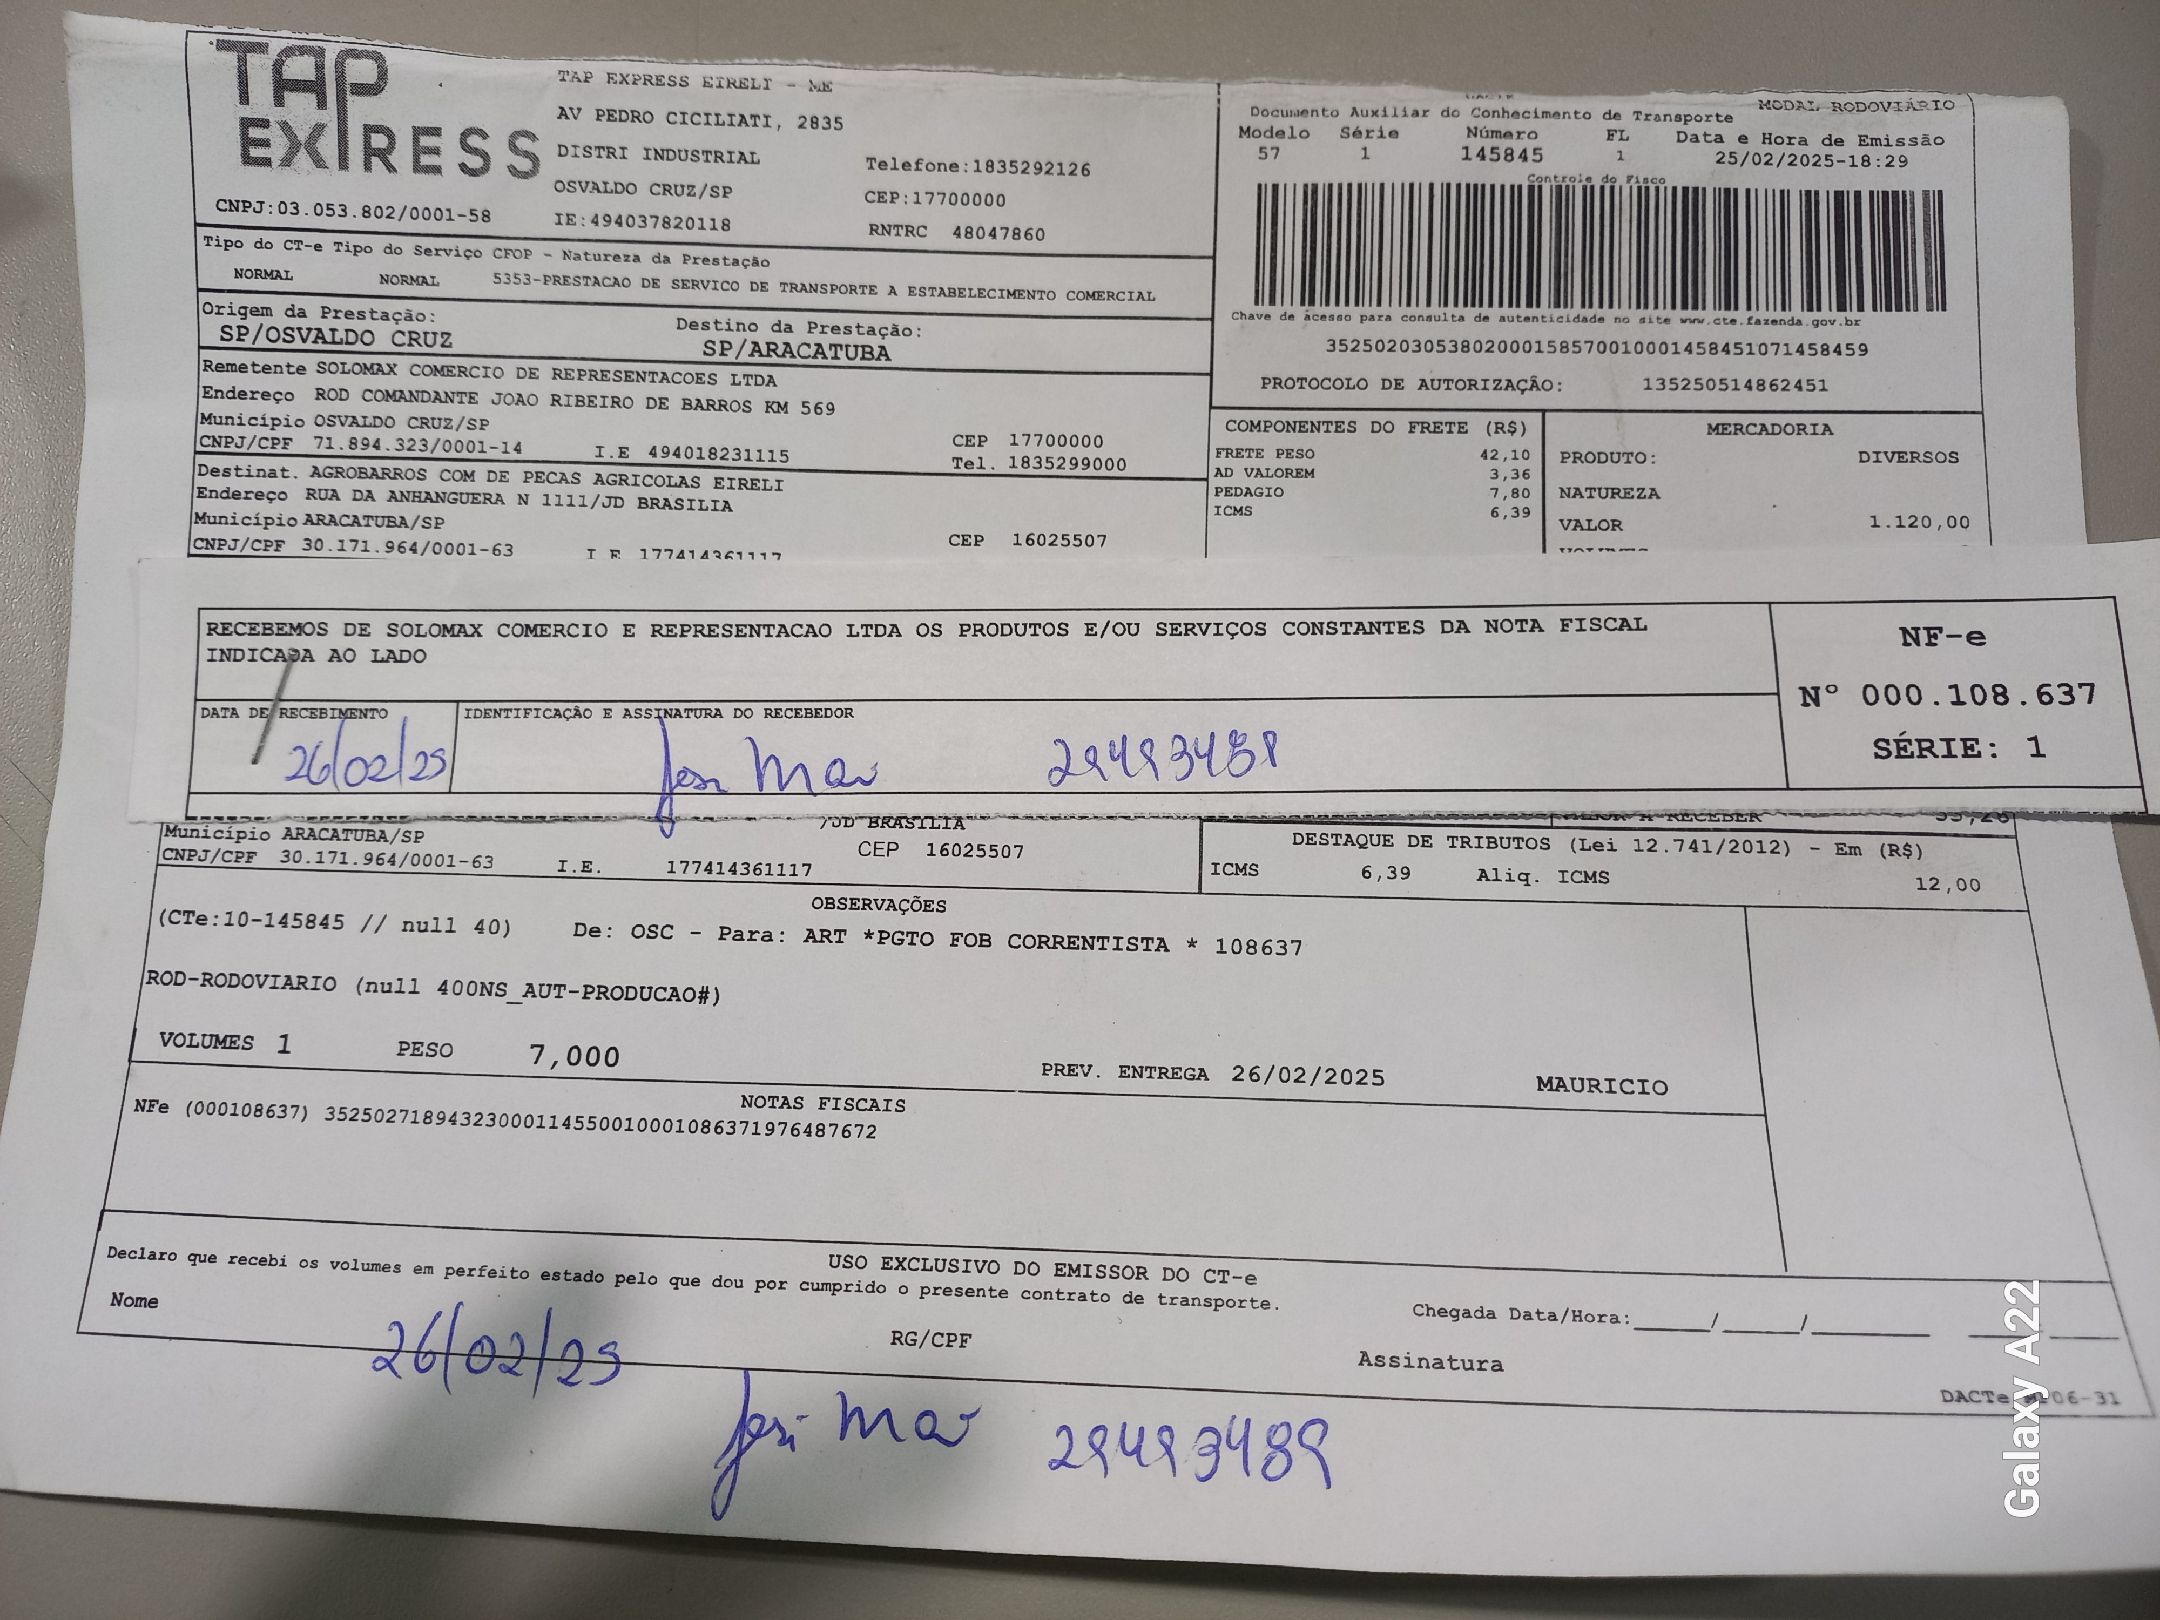 TAP EXPRESS
TAP EXPRESS EIRELI - ME
AV PEDRO CICILIATI, 2835
DISTRI INDUSTRIAL
Telefone:1835292126
OSVALDO CRUZ/SP
CEP:17700000
CNPJ:03.053.802/0001-58
IE:494037820118
RNTRC 48047860
MODAL RODOVIÁRIO
Documento Auxiliar do Conhecimento de Transporte
Modelo Série Número FL Data e Hora de Emissão
57 1 145845 1 25/02/2025-18:29
Controle do Fisco
Chave de acesso para consulta de autenticidade no site www.cte.fazenda.gov.br
35250203053802000158570010001458451071458459
PROTOCOLO DE AUTORIZAÇÃO: 135250514862451
Tipo do CT-e Tipo do Serviço CFOP - Natureza da Prestação
NORMAL NORMAL 5353-PRESTACAO DE SERVICO DE TRANSPORTE A ESTABELECIMENTO COMERCIAL
Origem da Prestação: Destino da Prestação:
SP/OSVALDO CRUZ SP/ARACATUBA
Remetente SOLOMAX COMERCIO DE REPRESENTACOES LTDA
Endereço ROD COMANDANTE JOAO RIBEIRO DE BARROS KM 569
Município OSVALDO CRUZ/SP CEP 17700000
CNPJ/CPF 71.894.323/0001-14 I.E 494018231115 Tel. 1835299000
Destinat. AGROBARROS COM DE PECAS AGRICOLAS EIRELI
Endereço RUA DA ANHANGUERA N 1111/JD BRASILIA
Município ARACATUBA/SP CEP 16025507
CNPJ/CPF 30.171.964/0001-63 I E 177414361117
COMPONENTES DO FRETE (R$)
FRETE PESO 42,10
AD VALOREM 3,36
PEDAGIO 7,80
ICMS 6,39
MERCADORIA
PRODUTO: DIVERSOS
NATUREZA
VALOR 1.120,00
RECEBEMOS DE SOLOMAX COMERCIO E REPRESENTACAO LTDA OS PRODUTOS E/OU SERVIÇOS CONSTANTES DA NOTA FISCAL
INDICADA AO LADO
DATA DE RECEBIMENTO IDENTIFICAÇÃO E ASSINATURA DO RECEBEDOR
26/02/25
NF-e
Nº 000.108.637
SÉRIE: 1
/JD BRASILIA
A RECEBER
Município ARACATUBA/SP CEP 16025507
CNPJ/CPF 30.171.964/0001-63 I.E. 177414361117
DESTAQUE DE TRIBUTOS (Lei 12.741/2012) - Em (R$)
ICMS 6,39 Aliq. ICMS 12,00
OBSERVAÇÕES
(CTe:10-145845 // null 40) De: OSC - Para: ART *PGTO FOB CORRENTISTA * 108637
ROD-RODOVIARIO (null 400NS_AUT-PRODUCAO#)
VOLUMES 1 PESO 7,000 PREV. ENTREGA 26/02/2025 MAURICIO
NOTAS FISCAIS
NFe (000108637) 35250271894323000114550010001086371976487672
USO EXCLUSIVO DO EMISSOR DO CT-e
Declaro que recebi os volumes em perfeito estado pelo que dou por cumprido o presente contrato de transporte.
Chegada Data/Hora:_____/_____/________
Nome RG/CPF Assinatura
26/02/25
DACTe
06-31
Galaxy A22